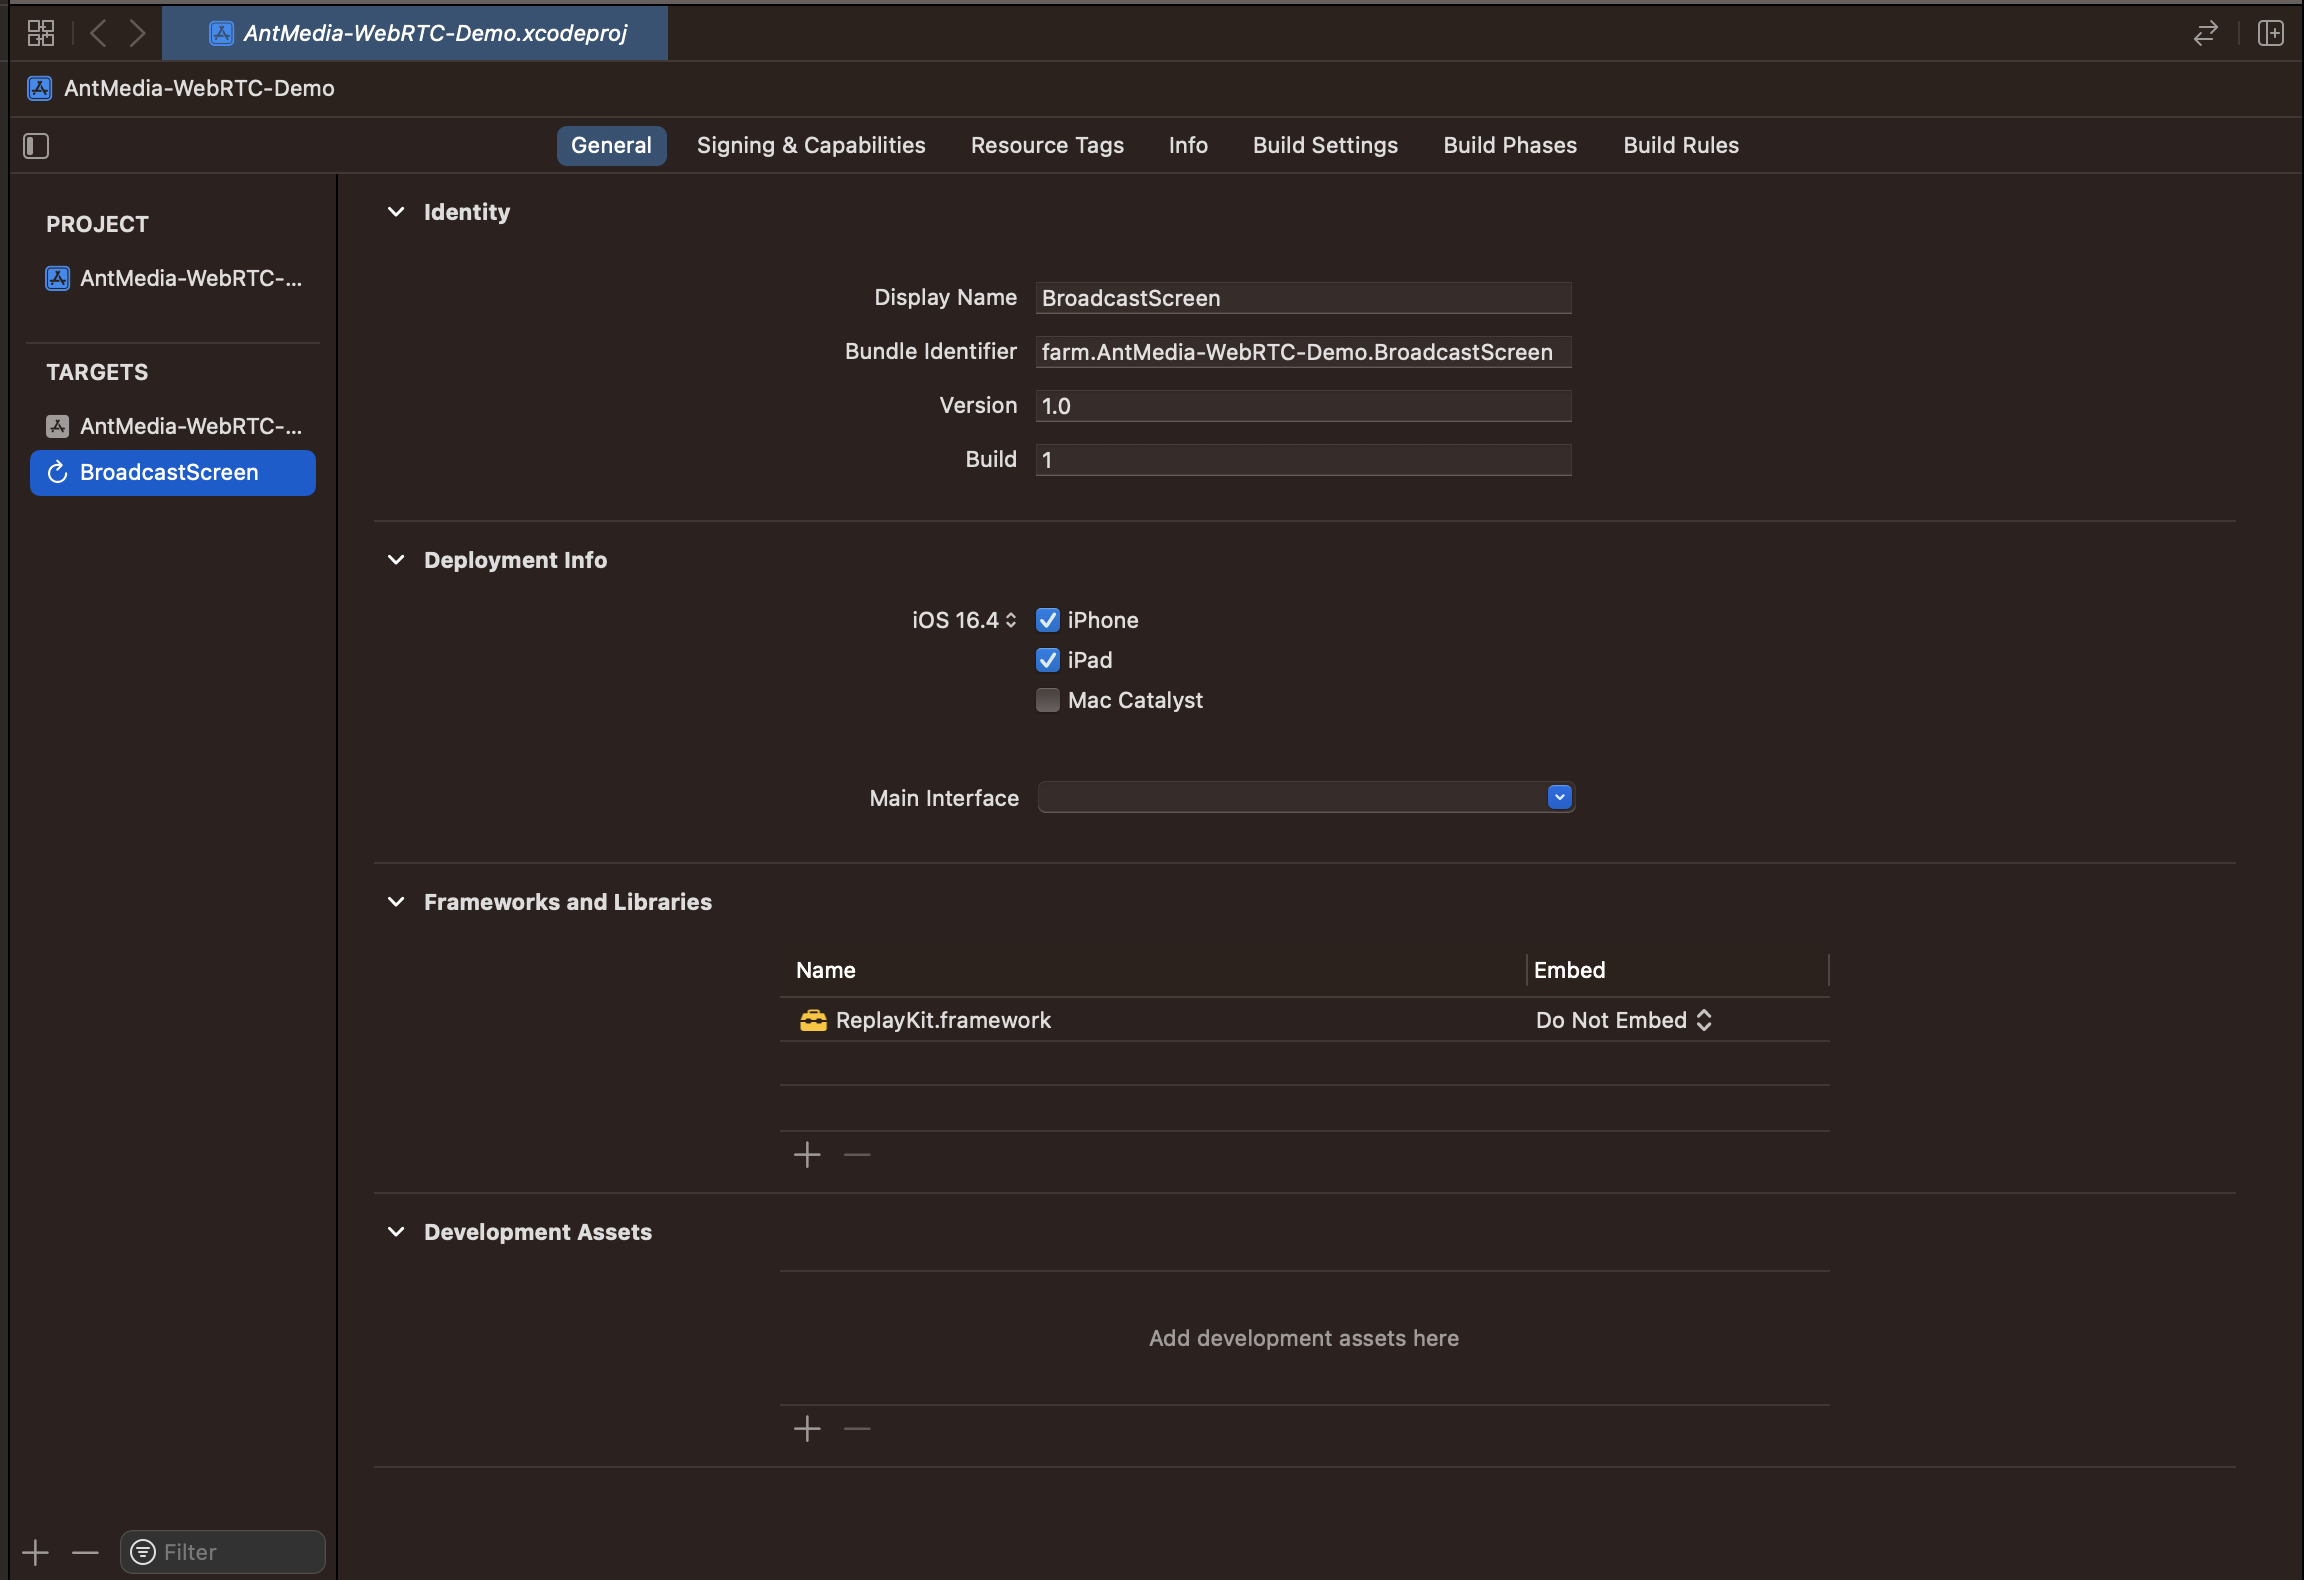 AntMedia-WebRTC-Demo.xcodeproj
AntMedia-WebRTC-Demo
General Signing & Capabilities Resource Tags Info Build Settings Build Phases Build Rules
PROJECT
AntMedia-WebRTC-...
TARGETS
AntMedia-WebRTC-...
BroadcastScreen
Identity
Display Name BroadcastScreen
Bundle Identifier farm.AntMedia-WebRTC-Demo.BroadcastScreen
Version 1.0
Build 1
Deployment Info
iOS 16.4 iPhone
iPad
Mac Catalyst
Main Interface
Frameworks and Libraries
Name Embed
ReplayKit.framework Do Not Embed
Development Assets
Add development assets here
Filter